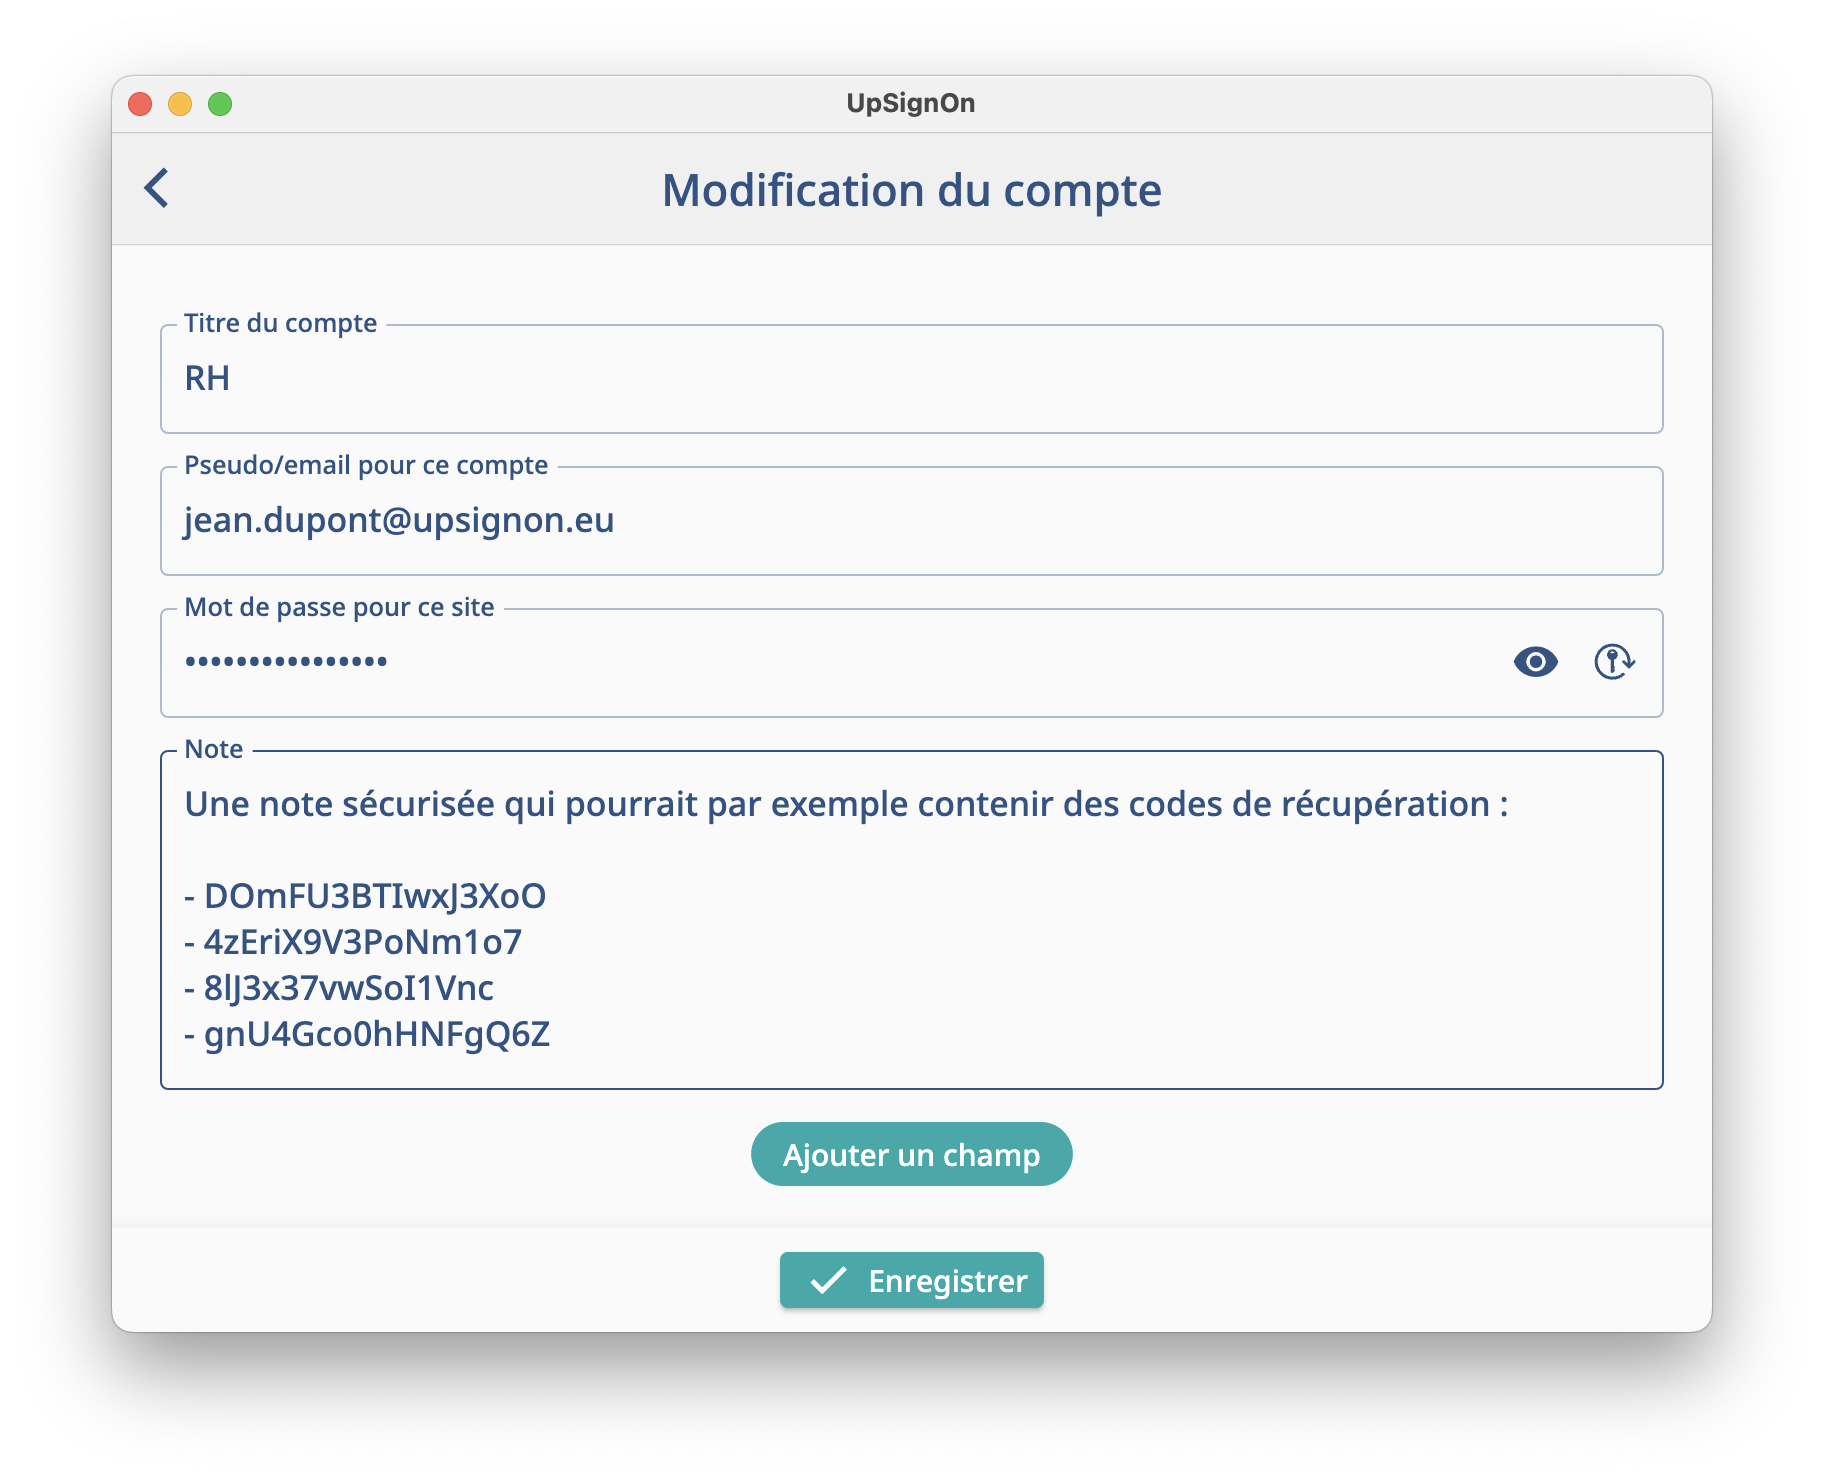 UpSignOn
Modification du compte
Titre du compte
RH
Pseudo/email pour ce compte
jean.dupont@upsignon.eu
Mot de passe pour ce site
••••••••••••••••
Note
Une note sécurisée qui pourrait par exemple contenir des codes de récupération :
- DOmFU3BTIwxJ3XoO
- 4zEriX9V3PoNm1o7
- 8lJ3x37vwSoI1Vnc
- gnU4Gco0hHNFgQ6Z
Ajouter un champ
Enregistrer